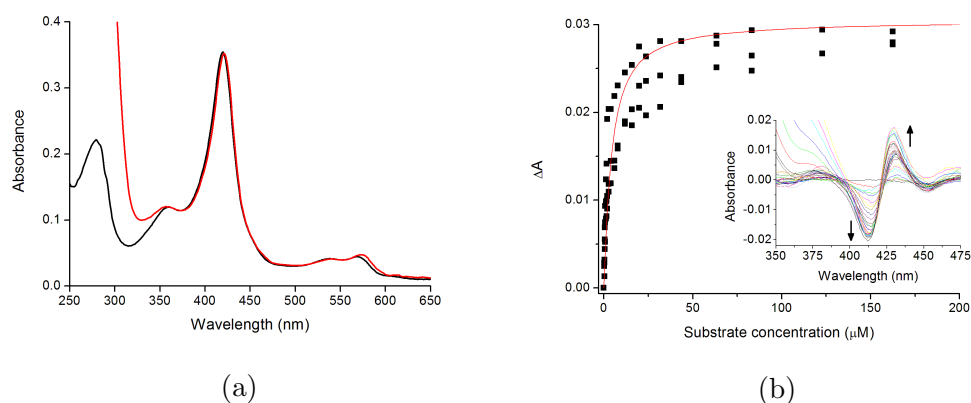 0.4
0.3
0.2
0.1
0.0
Absorbance
250 300 350 400 450 500 550 600 650
Wavelength (nm)
(a)
0.03
0.02
0.01
0.00
ΔA
0 50 100 150 200
Substrate concentration (μM)
0.02
0.01
0.00
-0.01
-0.02
Absorbance
350 375 400 425 450 475
Wavelength (nm)
(b)